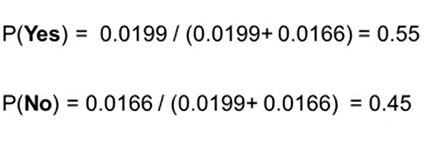 P(Yes) = 0.0199 / (0.0199+ 0.0166) = 0.55
P(No) = 0.0166 / (0.0199+ 0.0166) = 0.45